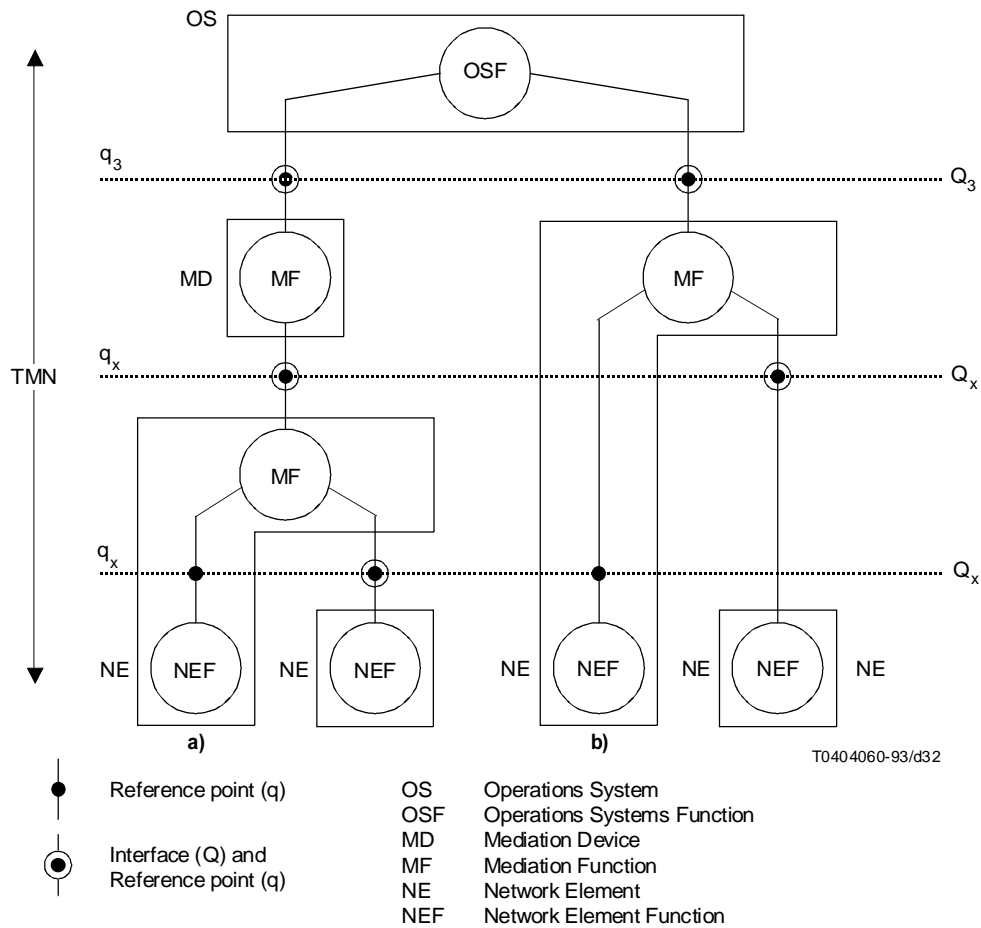 OS
OSF
q3
Q3
MD
MF
MF
TMN
qx
Qx
MF
qx
Qx
NE
NEF
NE
NEF
NE
NEF
NE
NEF
NE
a)
b)
T0404060-93/d32
Reference point (q)
Interface (Q) and
Reference point (q)
OS Operations System
OSF Operations Systems Function
MD Mediation Device
MF Mediation Function
NE Network Element
NEF Network Element Function